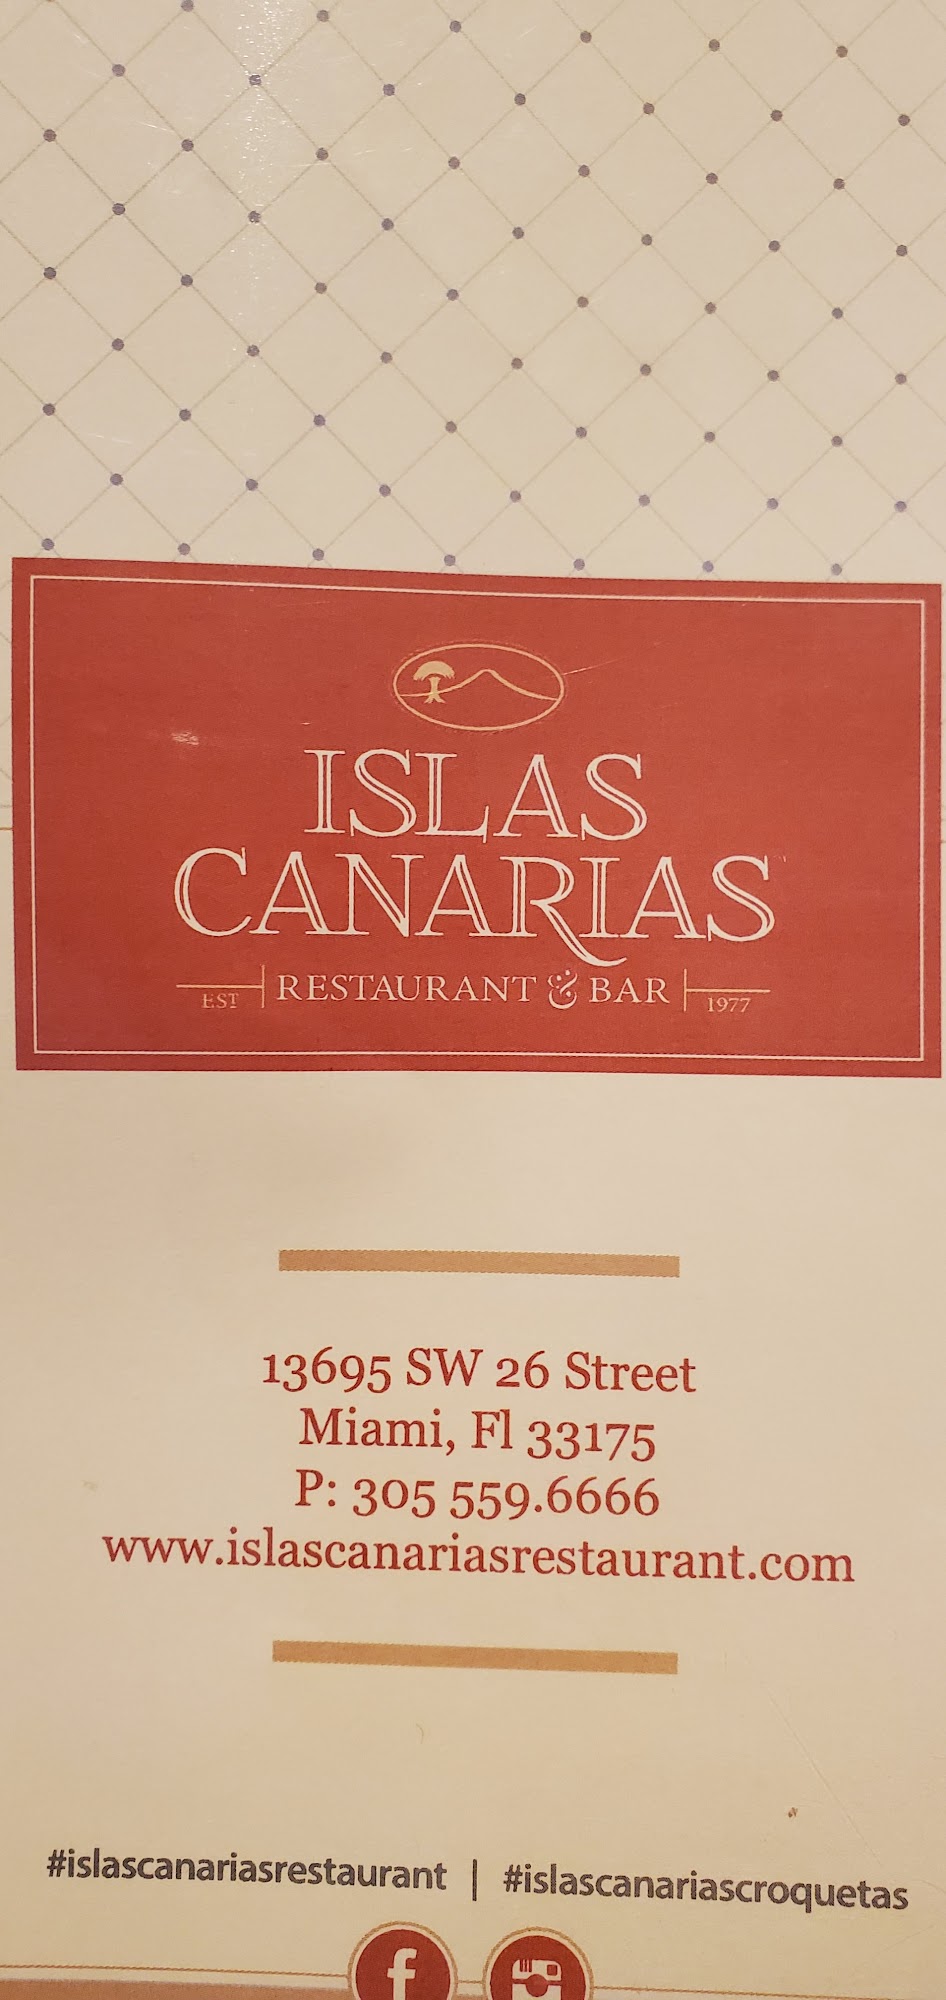 ISLAS
CANARIAS
EST RESTAURANT & BAR 1977
13695 SW 26 Street
Miami, Fl 33175
P: 305 559.6666
www.islascanariasrestaurant.com
#islascanariasrestaurant | #islascanariascroquetas
f